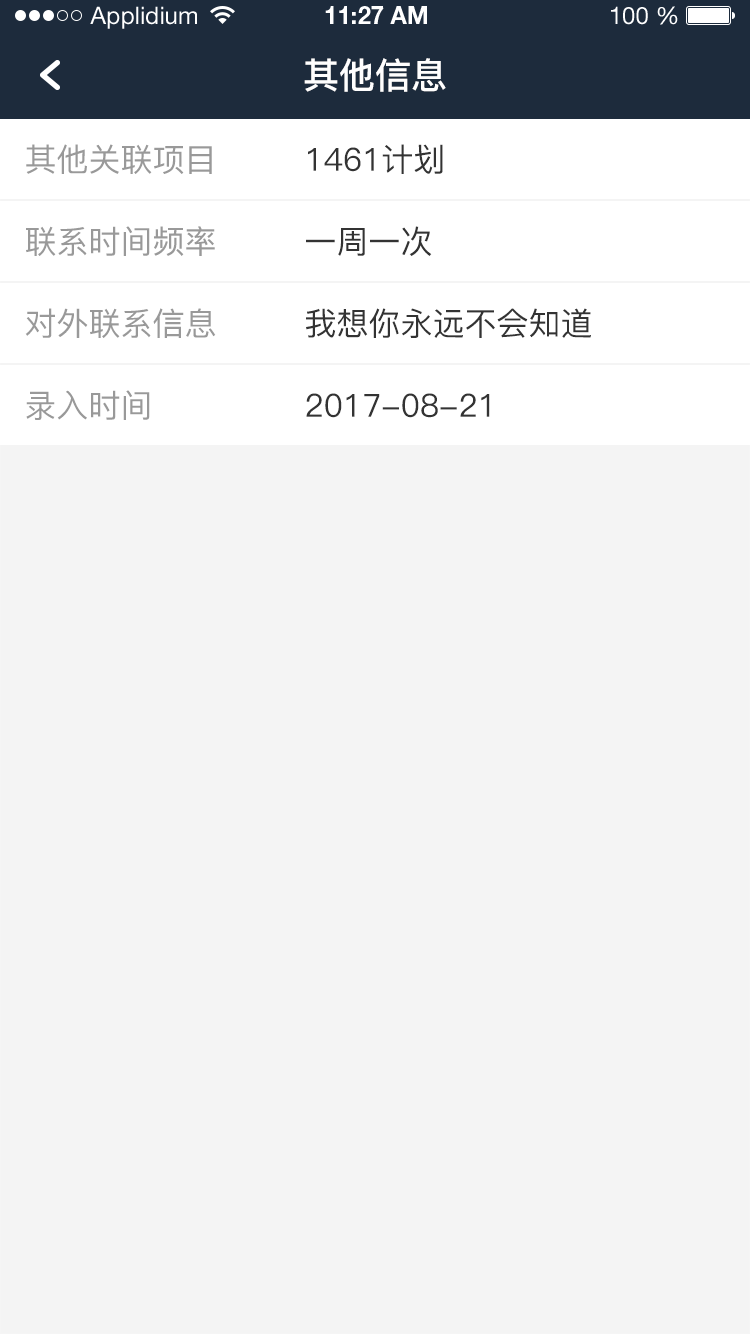 Applidium 11:27 AM 100 %
其他信息
其他关联项目 1461计划
联系时间频率 一周一次
对外联系信息 我想你永远不会知道
录入时间 2017-08-21